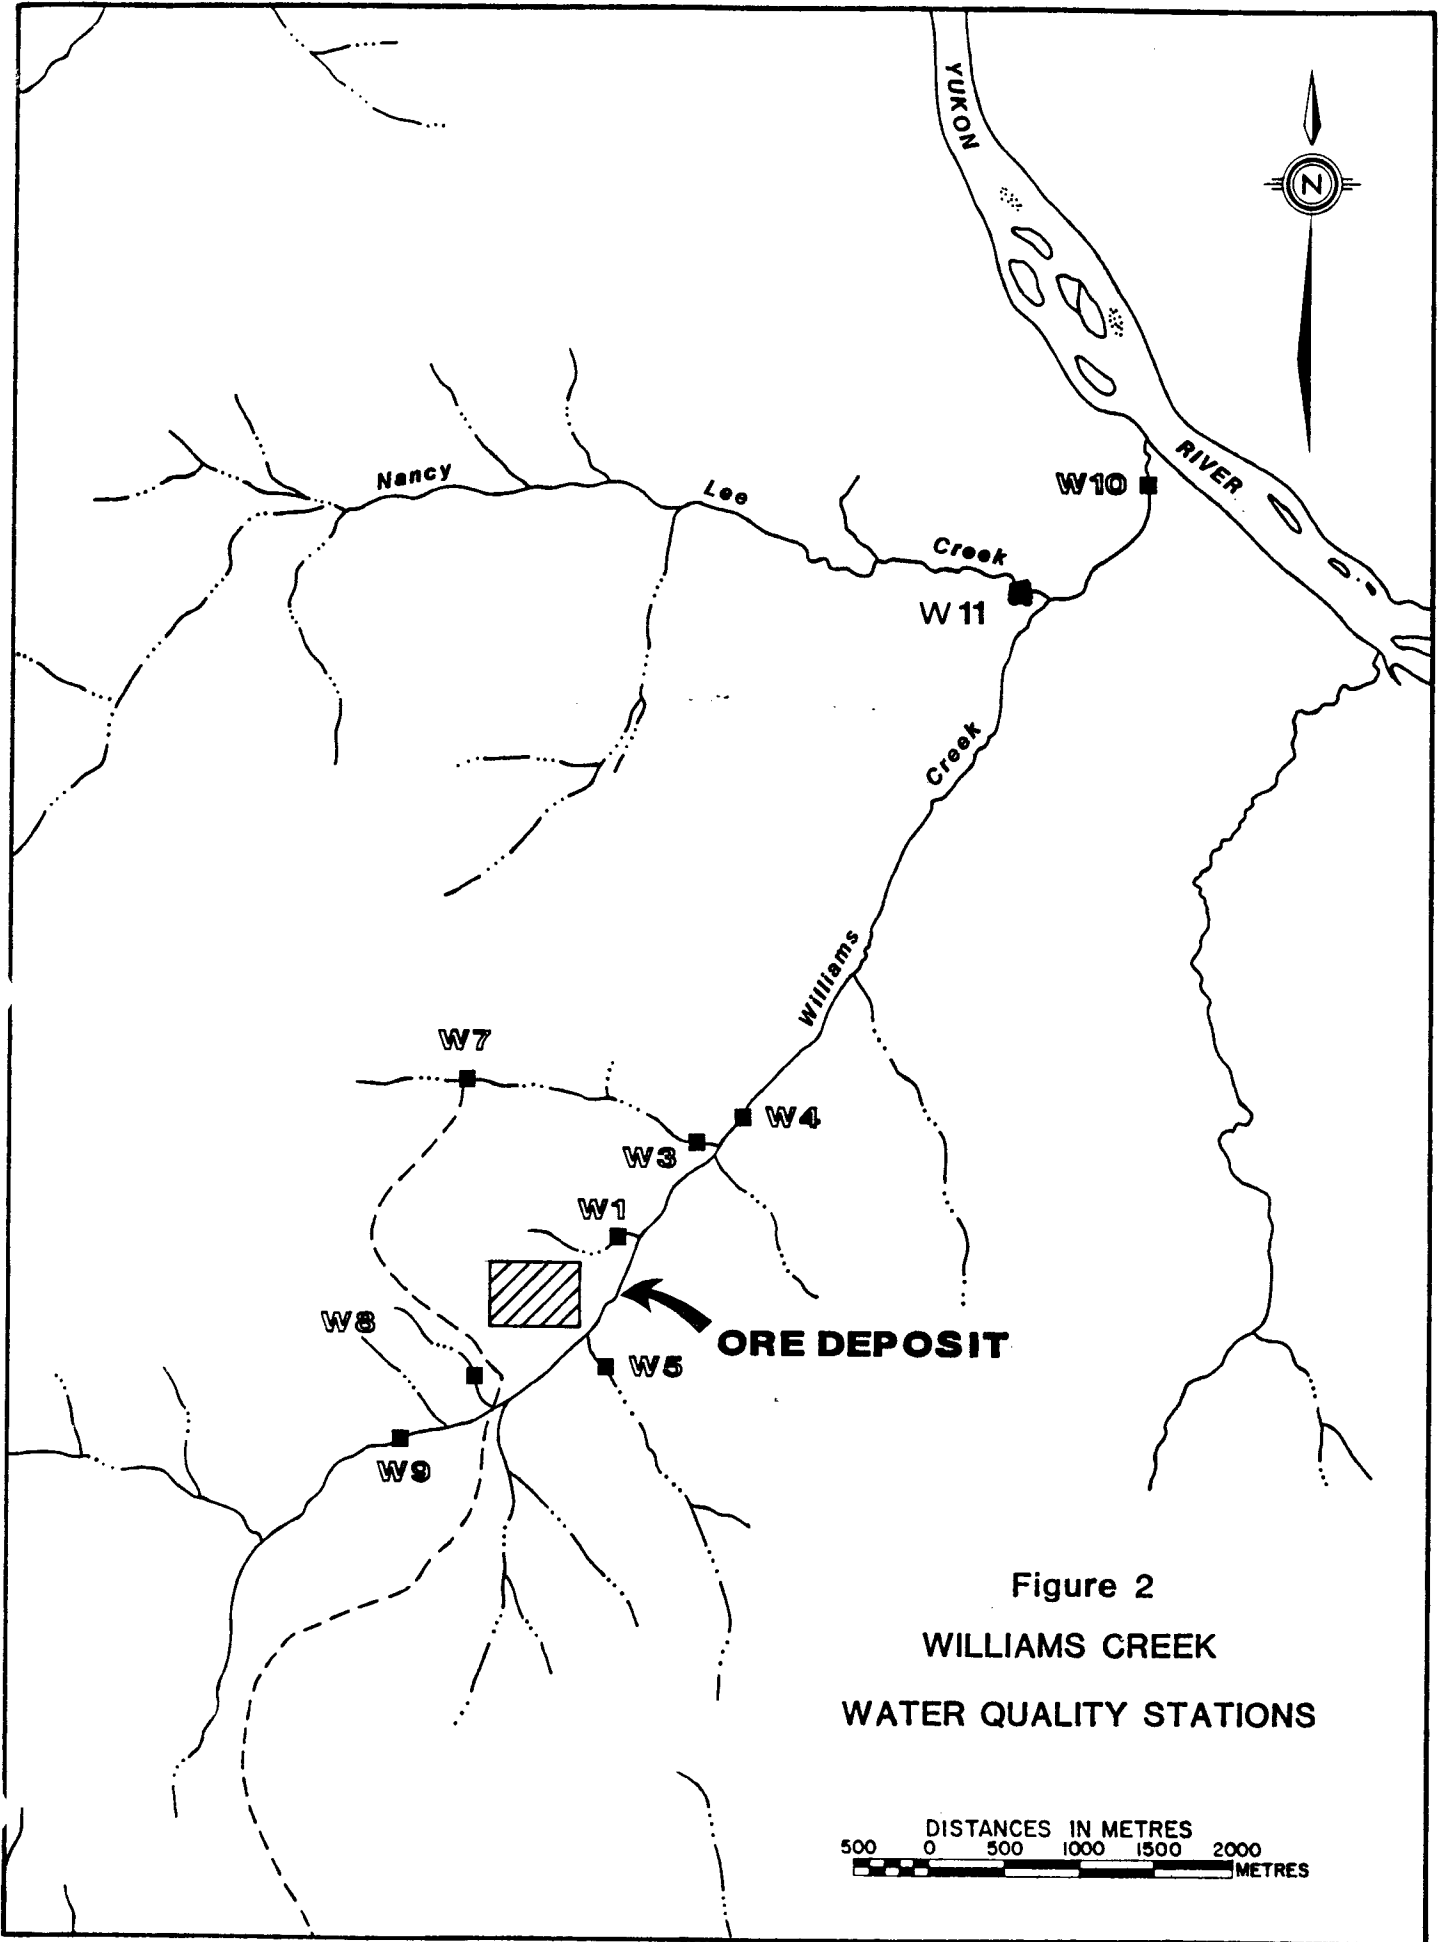 YUKON
N
Nancy
Lee
RIVER
W10
Creek
W11
Creek
Williams
W7
W4
W3
W1
W8
ORE DEPOSIT
W5
W9
Figure 2
WILLIAMS CREEK
WATER QUALITY STATIONS
DISTANCES IN METRES
500 0 500 1000 1500 2000
METRES